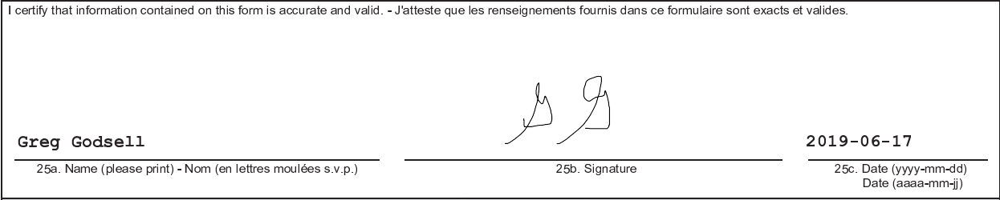 I certify that information contained on this form is accurate and valid. - J'atteste que les renseignements fournis dans ce formulaire sont exacts et valides.
Greg Godsell 2019-06-17
25a. Name (please print) - Nom (en lettres moulées s.v.p.) 25b. Signature 25c. Date (yyyy-mm-dd)
Date (aaaa-mm-jj)